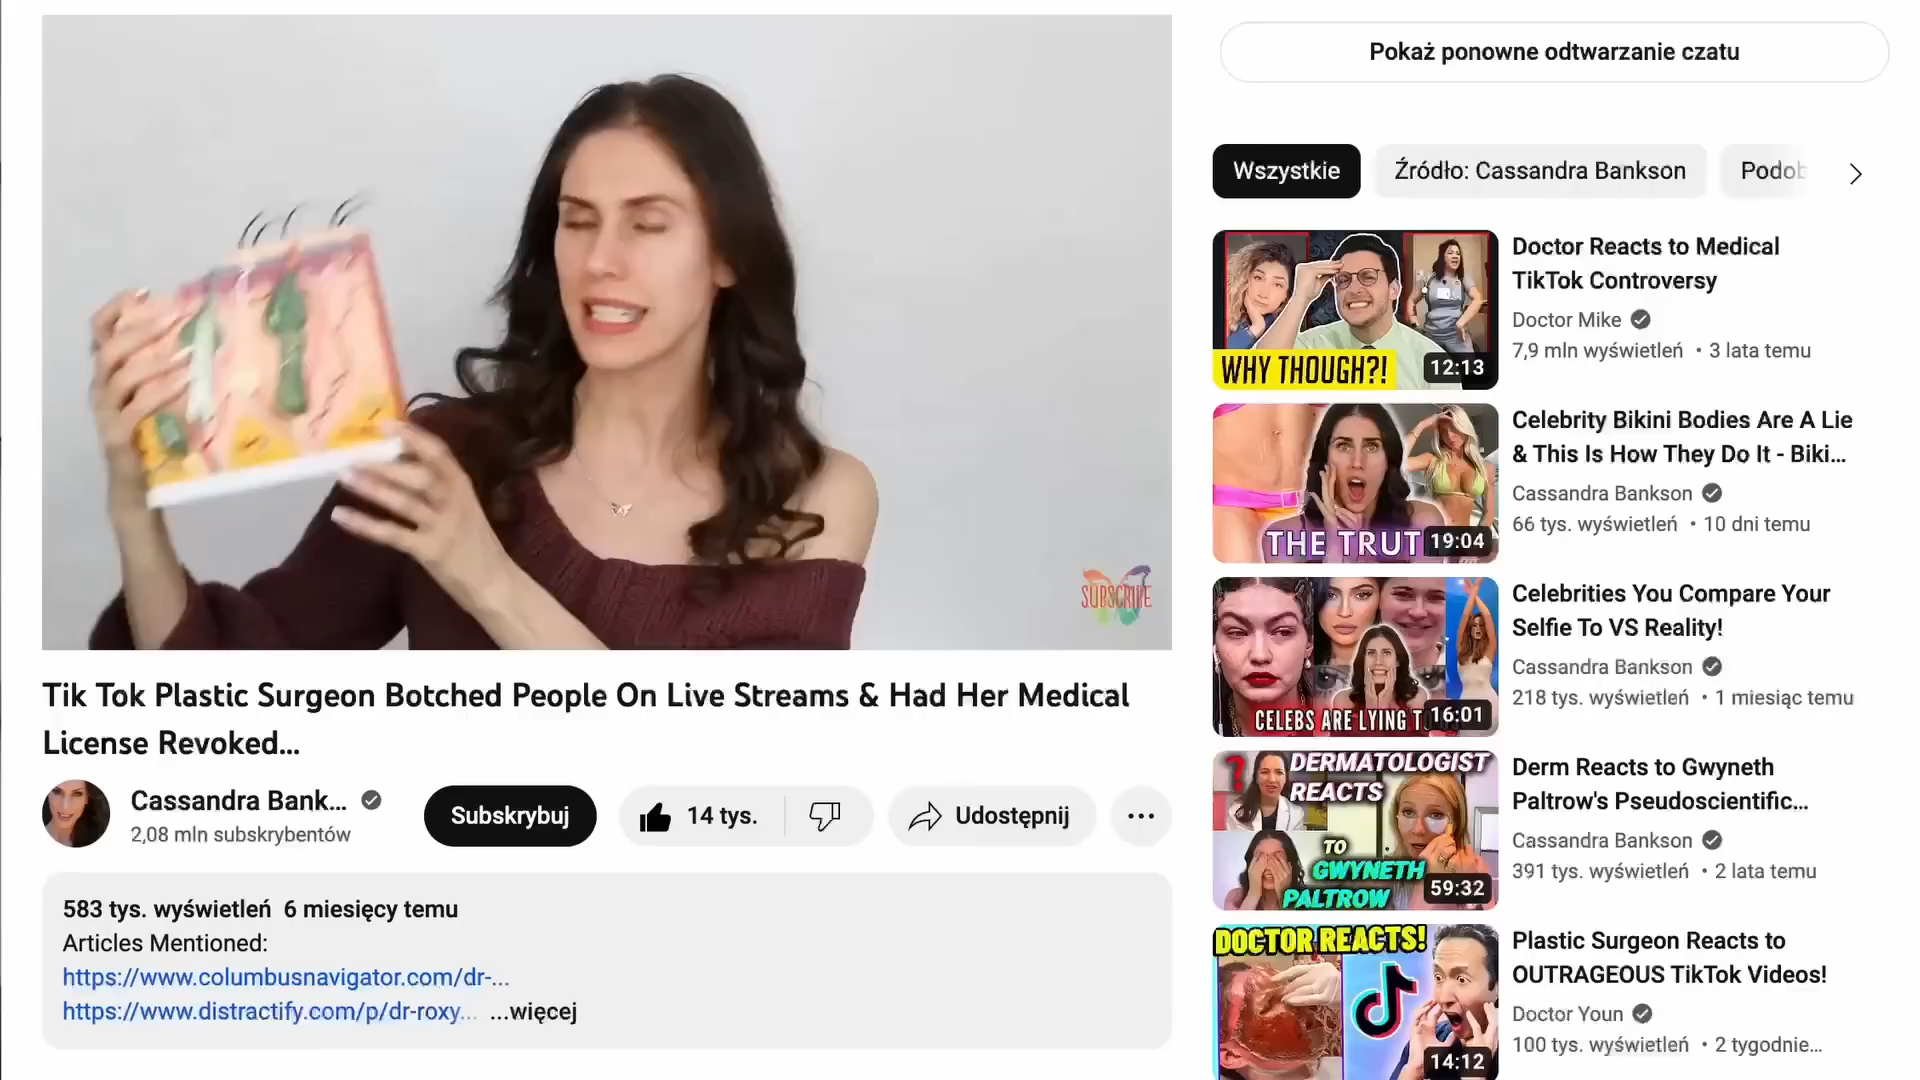 SUBSCRIBE
Tik Tok Plastic Surgeon Botched People On Live Streams & Had Her Medical
License Revoked...
Cassandra Bank...
2,08 mln subskrybentów
Subskrybuj
14 tys.
Udostępnij
583 tys. wyświetleń 6 miesięcy temu
Articles Mentioned:
https://www.columbusnavigator.com/dr-...
https://www.distractify.com/p/dr-roxy... ...więcej
Pokaż ponowne odtwarzanie czatu
Wszystkie
Źródło: Cassandra Bankson
Podob
WHY THOUGH?!
12:13
Doctor Reacts to Medical
TikTok Controversy
Doctor Mike
7,9 mln wyświetleń • 3 lata temu
THE TRUT
19:04
Celebrity Bikini Bodies Are A Lie
& This Is How They Do It - Biki...
Cassandra Bankson
66 tys. wyświetleń • 10 dni temu
CELEBS ARE LYING T
16:01
Celebrities You Compare Your
Selfie To VS Reality!
Cassandra Bankson
218 tys. wyświetleń • 1 miesiąc temu
?
DERMATOLOGIST
REACTS
TO
GWYNETH
PALTROW
59:32
Derm Reacts to Gwyneth
Paltrow's Pseudoscientific...
Cassandra Bankson
391 tys. wyświetleń • 2 lata temu
DOCTOR REACTS!
14:12
Plastic Surgeon Reacts to
OUTRAGEOUS TikTok Videos!
Doctor Youn
100 tys. wyświetleń • 2 tygodnie...